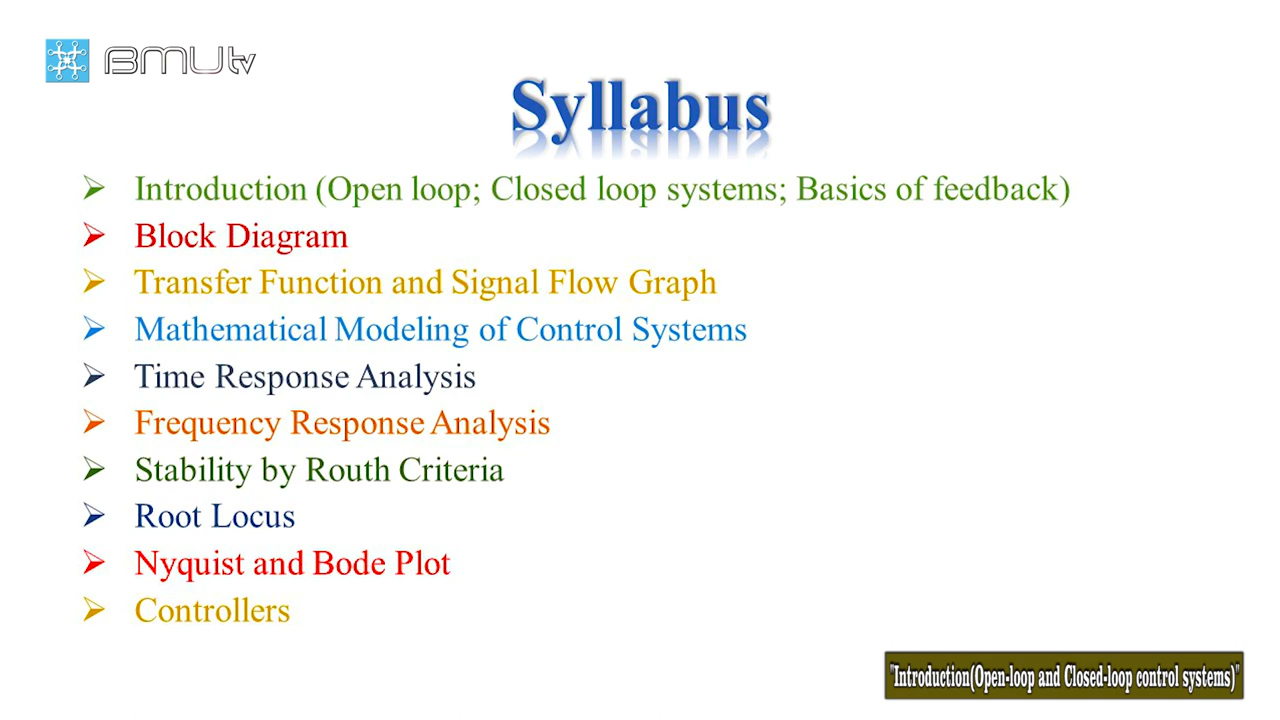 BMUtv
Syllabus
Introduction (Open loop; Closed loop systems; Basics of feedback)
Block Diagram
Transfer Function and Signal Flow Graph
Mathematical Modeling of Control Systems
Time Response Analysis
Frequency Response Analysis
Stability by Routh Criteria
Root Locus
Nyquist and Bode Plot
Controllers
"Introduction(Open-loop and Closed-loop control systems)"